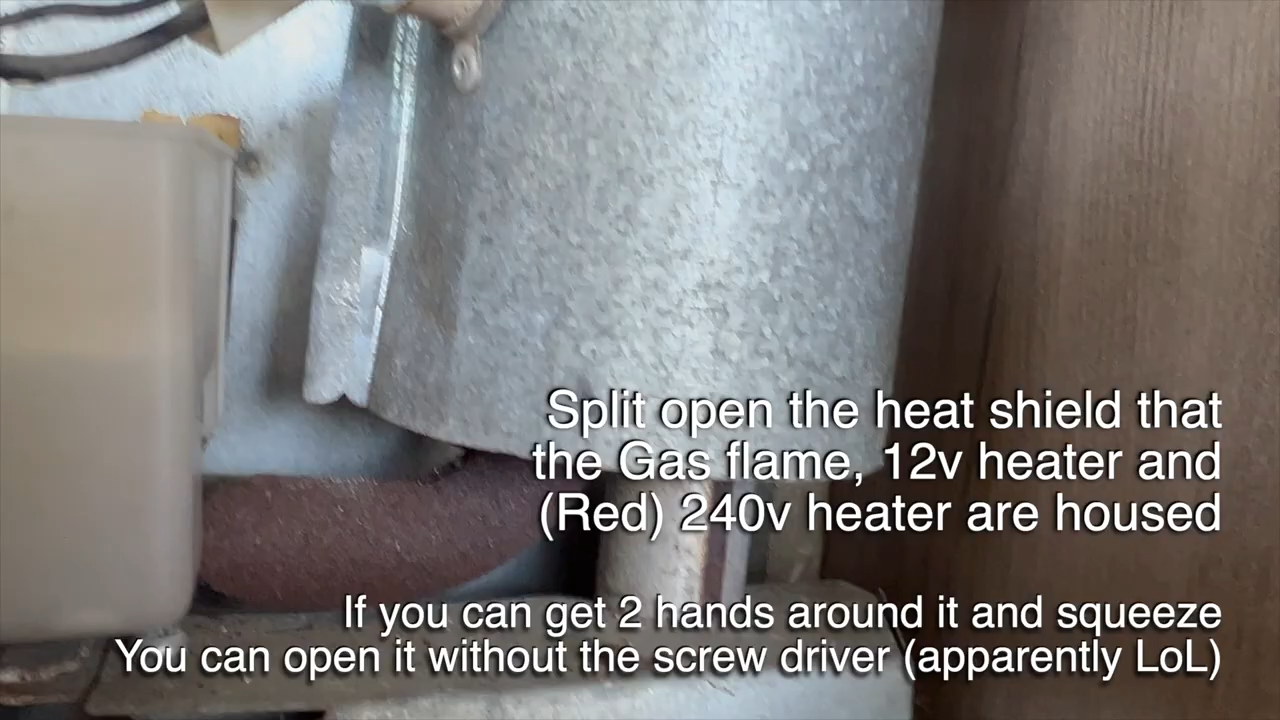 Split open the heat shield that
the Gas flame, 12v heater and
(Red) 240v heater are housed
If you can get 2 hands around it and squeeze
You can open it without the screw driver (apparently LoL)